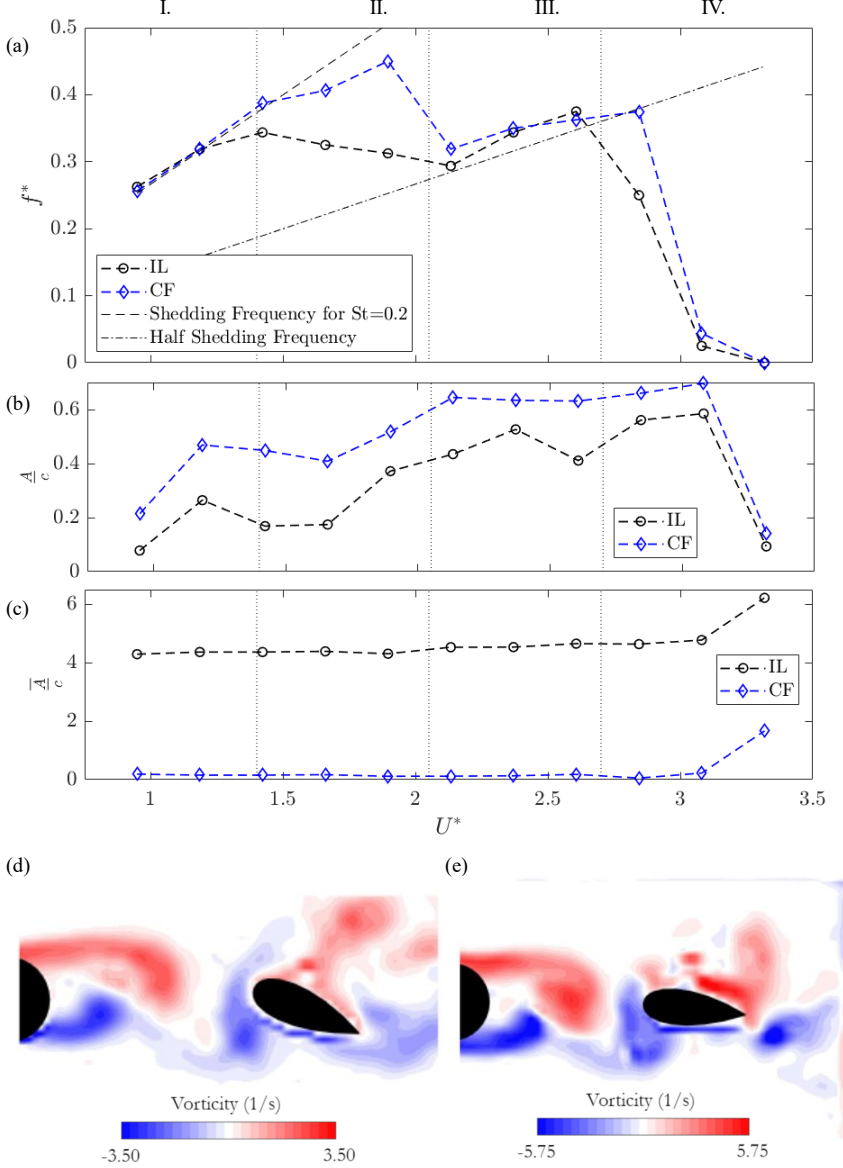 I. II. III. IV.
(a)
0.5
0.4
0.3
0.2
0.1
0
f*
IL
CF
Shedding Frequency for St=0.2
Half Shedding Frequency
(b)
0.6
0.4
0.2
0
A
c
IL
CF
(c)
6
4
2
0
A̅
c
IL
CF
1 1.5 2 2.5 3 3.5
U*
(d) (e)
Vorticity (1/s) Vorticity (1/s)
-3.50 3.50 -5.75 5.75